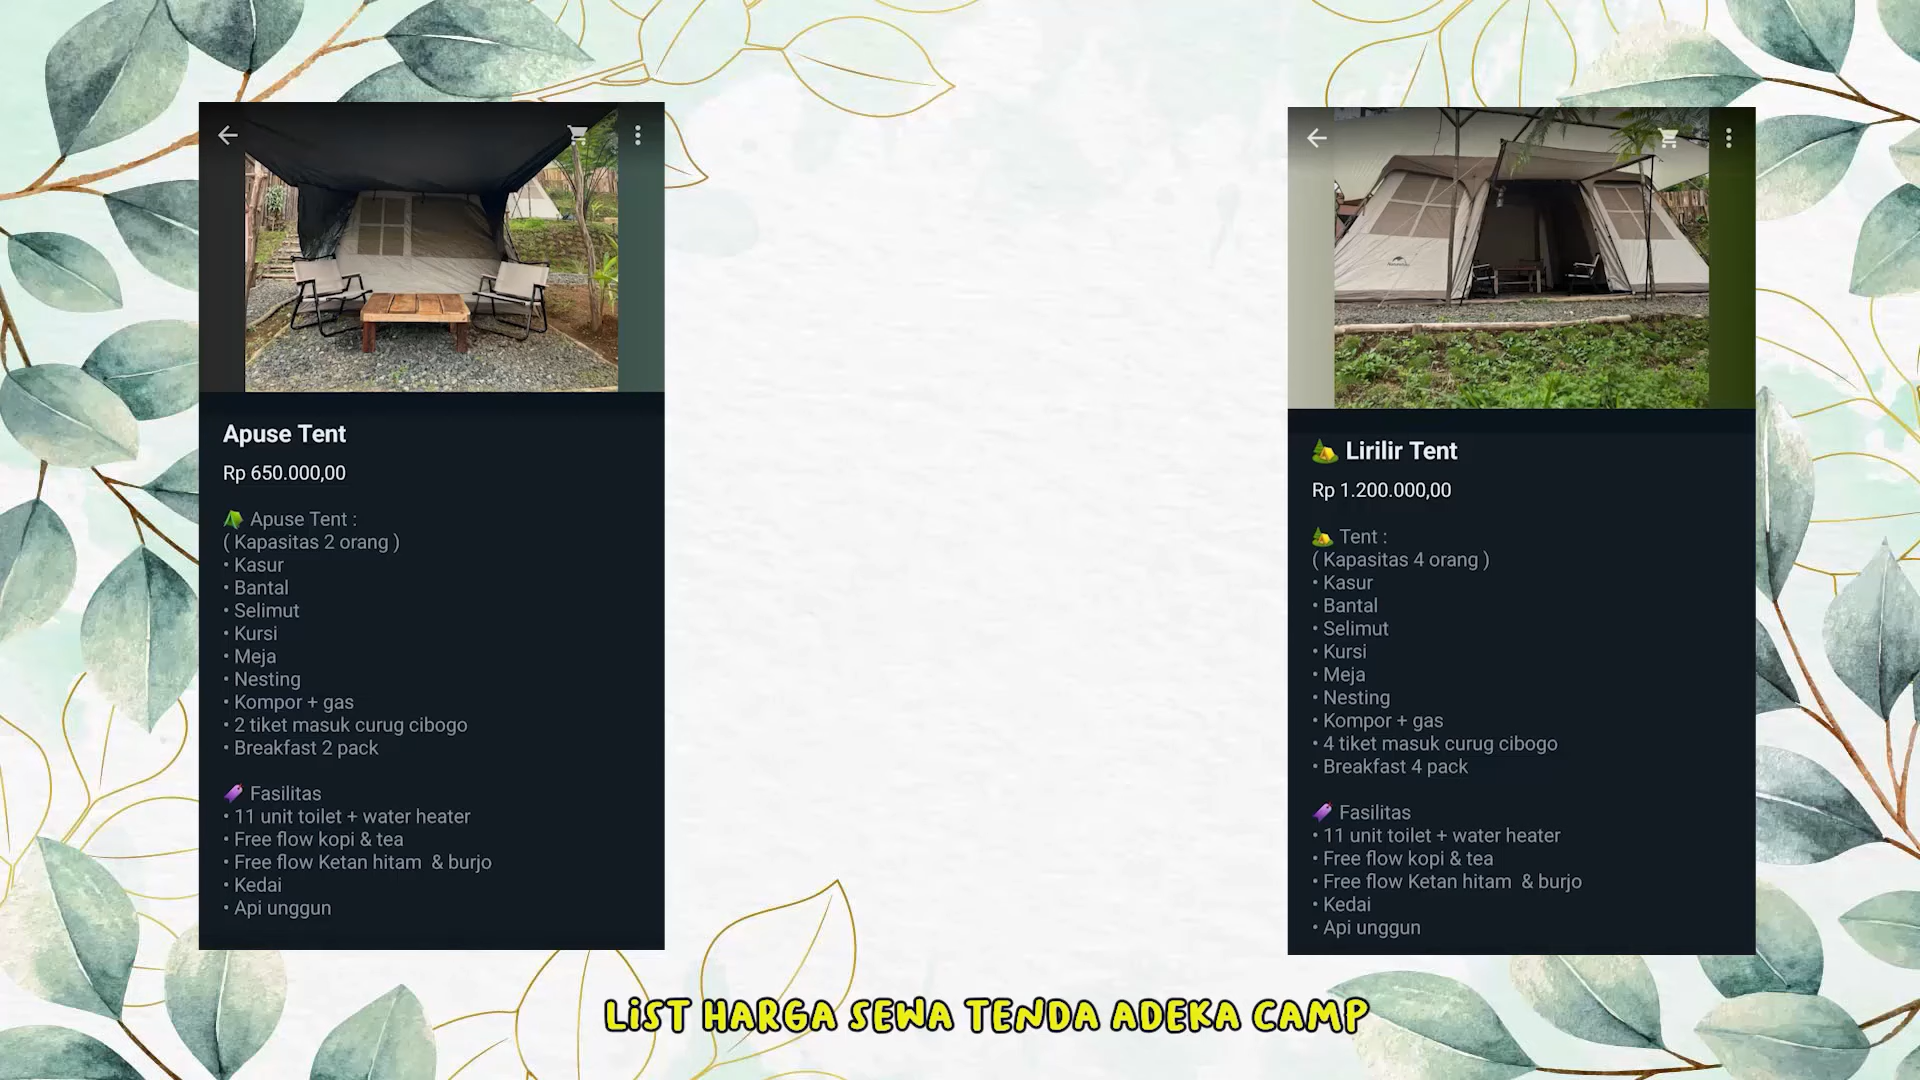 Apuse Tent
Rp 650.000,00
Apuse Tent :
( Kapasitas 2 orang )
• Kasur
• Bantal
• Selimut
• Kursi
• Meja
• Nesting
• Kompor + gas
• 2 tiket masuk curug cibogo
• Breakfast 2 pack
Fasilitas
• 11 unit toilet + water heater
• Free flow kopi & tea
• Free flow Ketan hitam  & burjo
• Kedai
• Api unggun
Lirilir Tent
Rp 1.200.000,00
Tent :
( Kapasitas 4 orang )
• Kasur
• Bantal
• Selimut
• Kursi
• Meja
• Nesting
• Kompor + gas
• 4 tiket masuk curug cibogo
• Breakfast 4 pack
Fasilitas
• 11 unit toilet + water heater
• Free flow kopi & tea
• Free flow Ketan hitam  & burjo
• Kedai
• Api unggun
LIST HARGA SEWA TENDA ADEKA CAMP